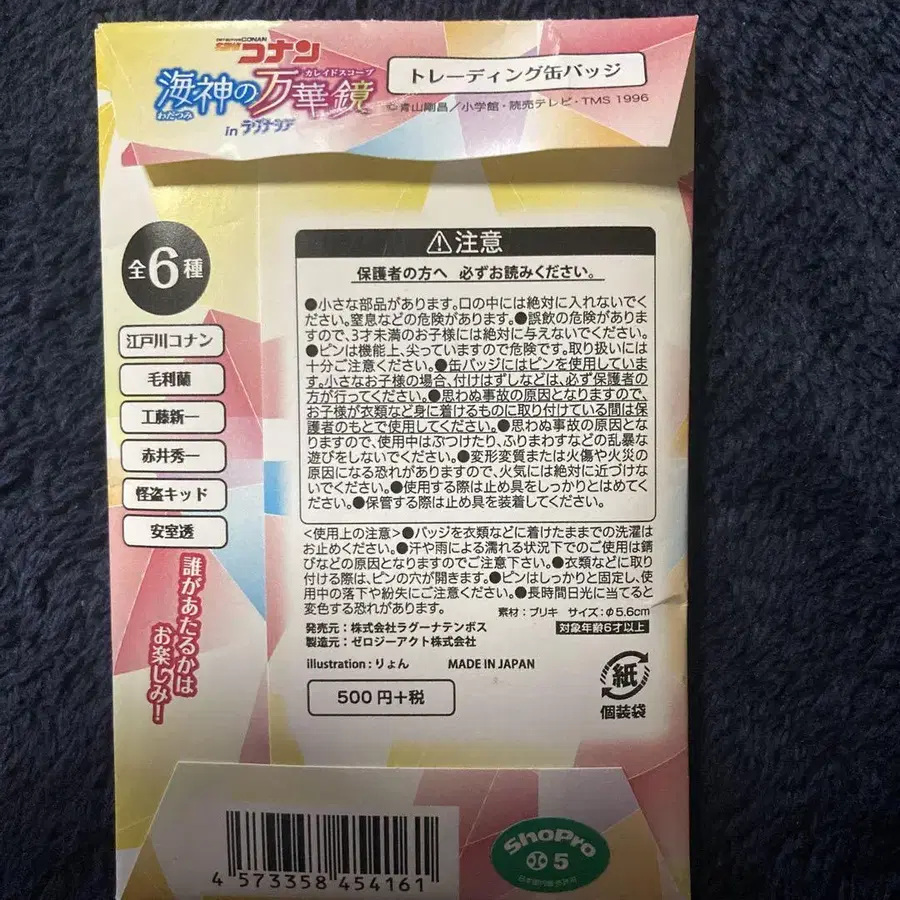 DETECTIVE CONAN
名探偵コナン
カレイドスコープ
海神の万華鏡
わだつみ
in ラグナシア
トレーディング缶バッジ
©青山剛昌／小学館・読売テレビ・TMS 1996
全6種
江戸川コナン
毛利蘭
工藤新一
赤井秀一
怪盗キッド
安室透
誰があたるかは
お楽しみ！
⚠注意
保護者の方へ 必ずお読みください。
●小さな部品があります。口の中には絶対に入れないでく
ださい。窒息などの危険があります。●誤飲の危険がありま
すので、3才未満のお子様には絶対に与えないでください。
●ピンは機能上、尖っていますので危険です。取り扱いには
十分ご注意ください。●缶バッジにはピンを使用していま
す。小さなお子様の場合、付けはずしなどは、必ず保護者の
方が行ってください。●思わぬ事故の原因となりますので、
お子様が衣類など身に着けるものに取り付けている間は保
護者のもとで使用してください。●思わぬ事故の原因とな
りますので、使用中はぶつけたり、ふりまわすなどの乱暴な
遊びをしないでください。●変形変質または火傷や火災の
原因になる恐れがありますので、火気には絶対に近づけな
いでください。●使用する際は止め具をしっかりとはめてく
ださい。●保管する際は止め具を装着してください。
<使用上の注意>●バッジを衣類などに着けたままでの洗濯は
お止めください。●汗や雨による濡れる状況下でのご使用は錆
びなどの原因となりますのでご注意下さい。●衣類などに取り
付ける際は、ピンの穴が開きます。●ピンはしっかりと固定し、使
用中の落下や紛失にご注意ください。●長時間日光に当てると
変色する恐れがあります。
素材：ブリキ サイズ：φ5.6cm
発売元：株式会社ラグーナテンボス
対象年齢6才以上
製造元：ゼロジーアクト株式会社
illustration：りょん MADE IN JAPAN
500円+税
紙
個装袋
4 573358 454161
ShoPro
5